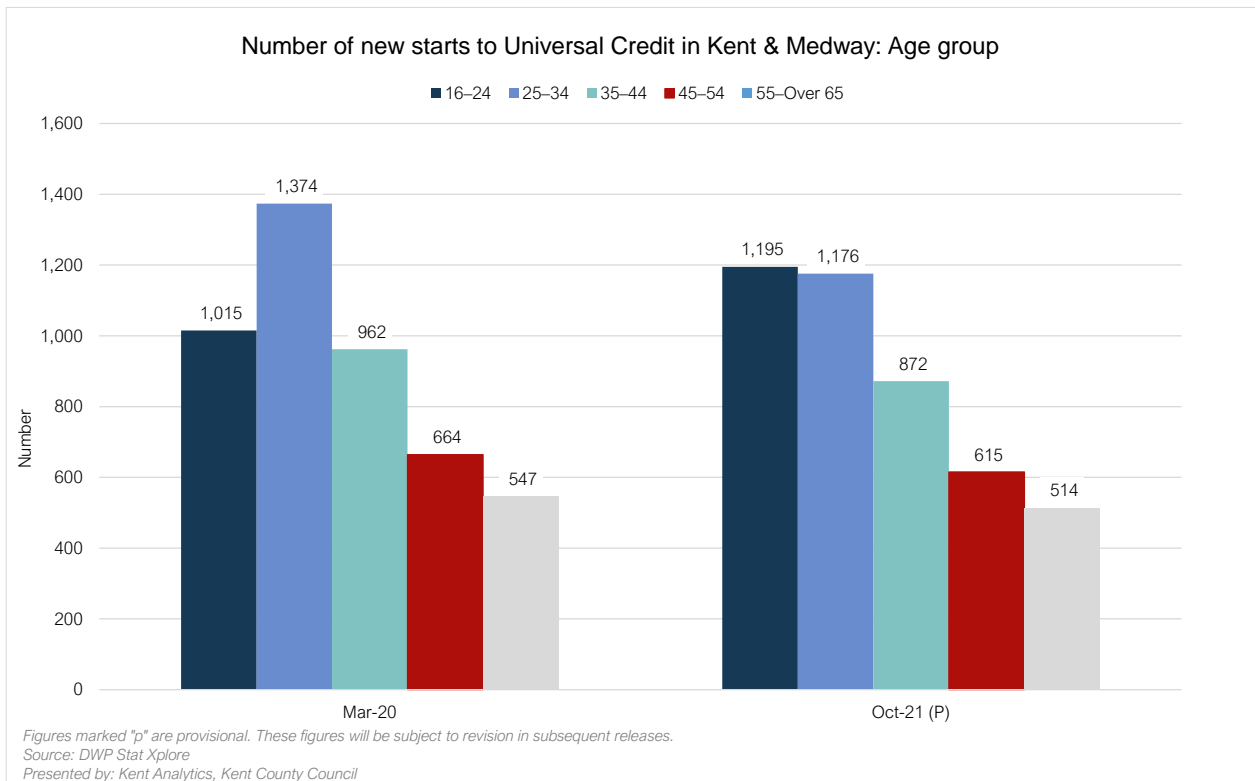 Number of new starts to Universal Credit in Kent & Medway: Age group
16–24 25–34 35–44 45–54 55–Over 65
1,600
1,400
1,200
1,000
800
600
400
200
0
Number
1,015
1,374
962
664
547
1,195
1,176
872
615
514
Mar-20
Oct-21 (P)
Figures marked "p" are provisional. These figures will be subject to revision in subsequent releases.
Source: DWP Stat Xplore
Presented by: Kent Analytics, Kent County Council